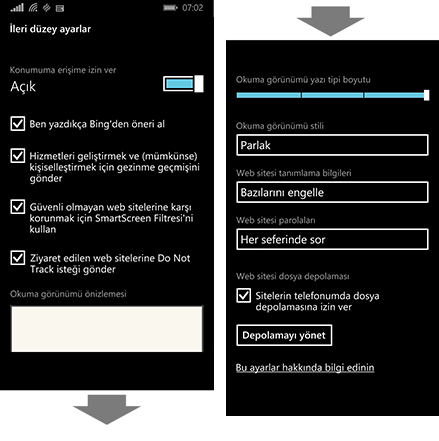 07:02
İleri düzey ayarlar
Konumuma erişime izin ver
Açık
Ben yazdıkça Bing'den öneri al
Hizmetleri geliştirmek ve (mümkünse)
kişiselleştirmek için gezinme geçmişini
gönder
Güvenli olmayan web sitelerine karşı
korunmak için SmartScreen Filtresi'ni
kullan
Ziyaret edilen web sitelerine Do Not
Track isteği gönder
Okuma görünümü önizlemesi
Okuma görünümü yazı tipi boyutu
Okuma görünümü stili
Parlak
Web sitesi tanımlama bilgileri
Bazılarını engelle
Web sitesi parolaları
Her seferinde sor
Web sitesi dosya depolaması
Sitelerin telefonumda dosya
depolamasına izin ver
Depolamayı yönet
Bu ayarlar hakkında bilgi edinin